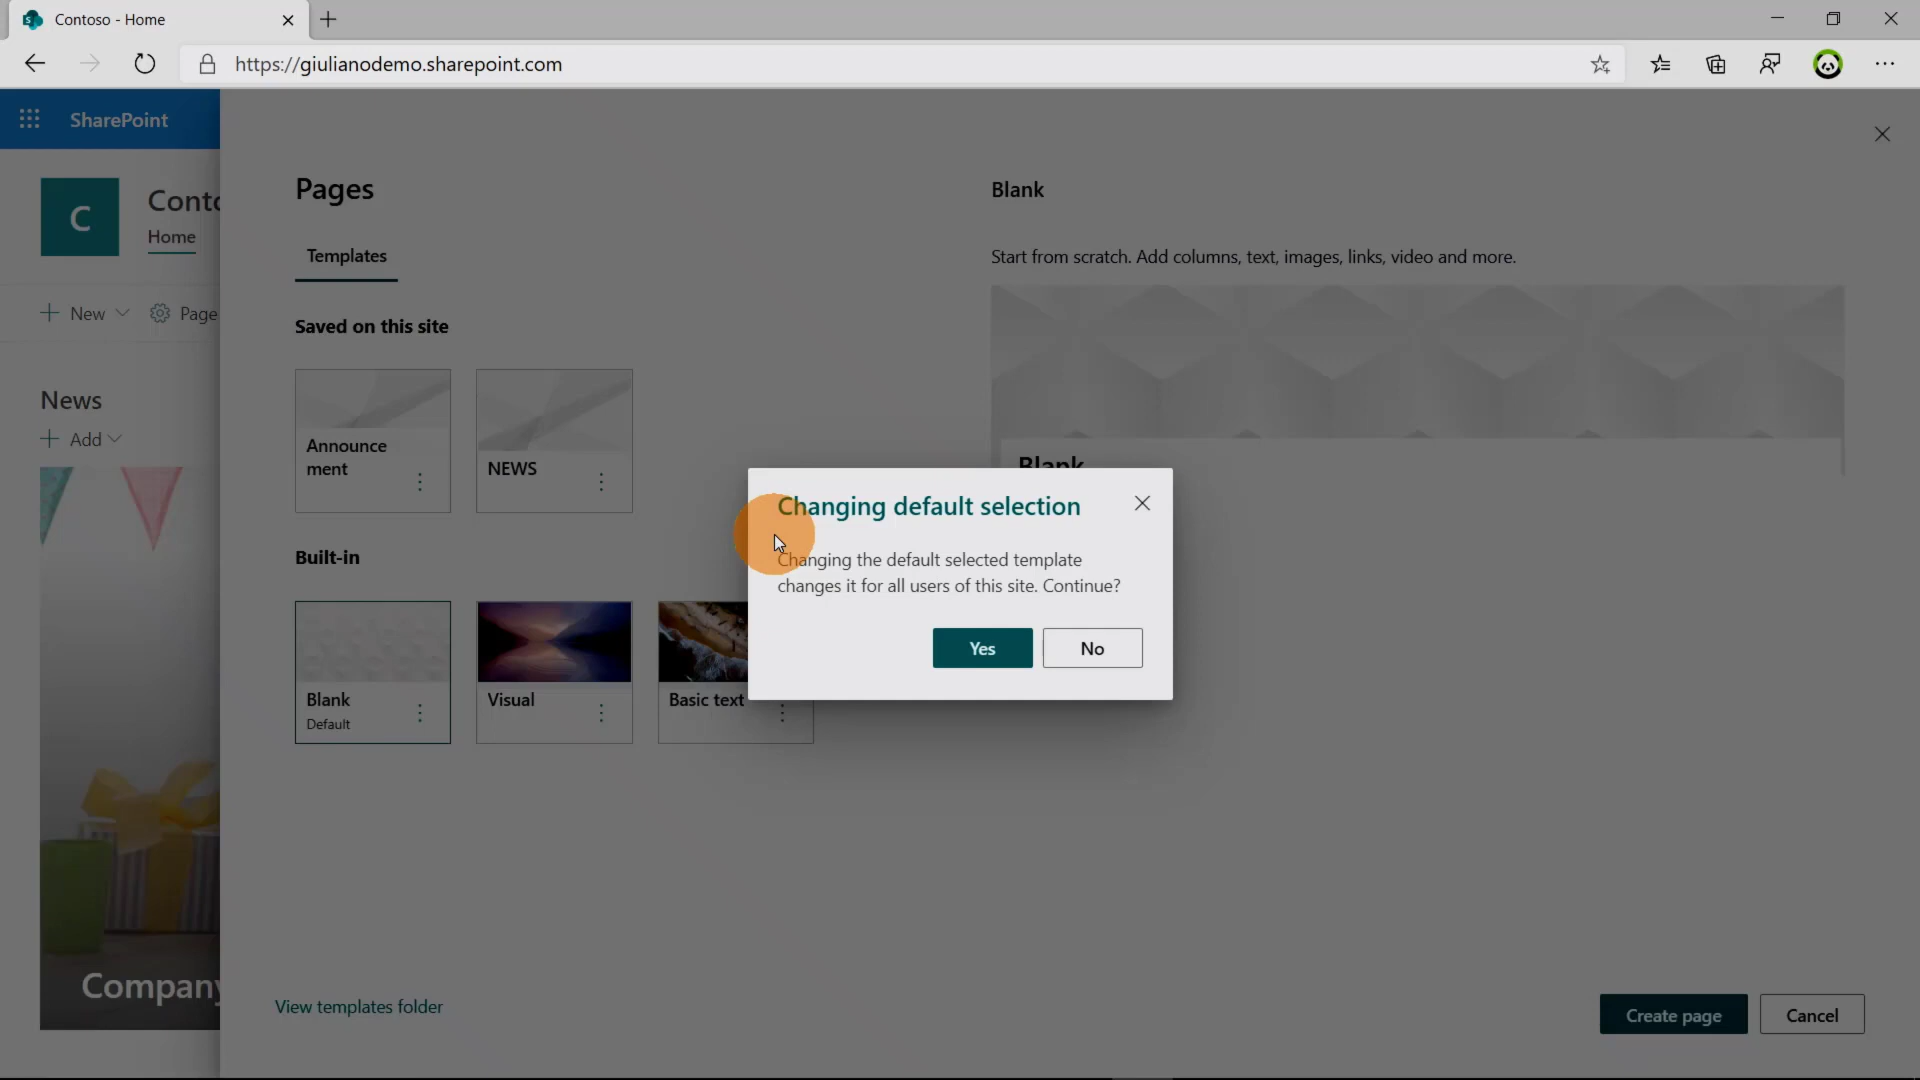 Contoso - Home
https://giulianodemo.sharepoint.com
SharePoint
C
Conto
Home
New
Page
News
Add
Company
Pages
Templates
Saved on this site
Announce
ment
NEWS
Built-in
Blank
Default
Visual
Basic text
View templates folder
Blank
Start from scratch. Add columns, text, images, links, video and more.
Blank
Changing default selection
Changing the default selected template
changes it for all users of this site. Continue?
Yes
No
Create page
Cancel